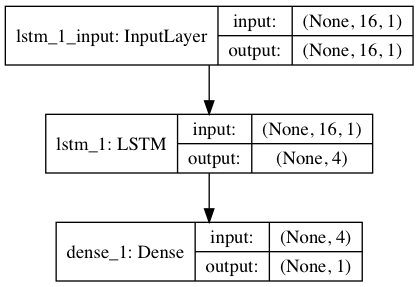 lstm_1_input: InputLayer
input: (None, 16, 1)
output: (None, 16, 1)
lstm_1: LSTM
input: (None, 16, 1)
output: (None, 4)
dense_1: Dense
input: (None, 4)
output: (None, 1)